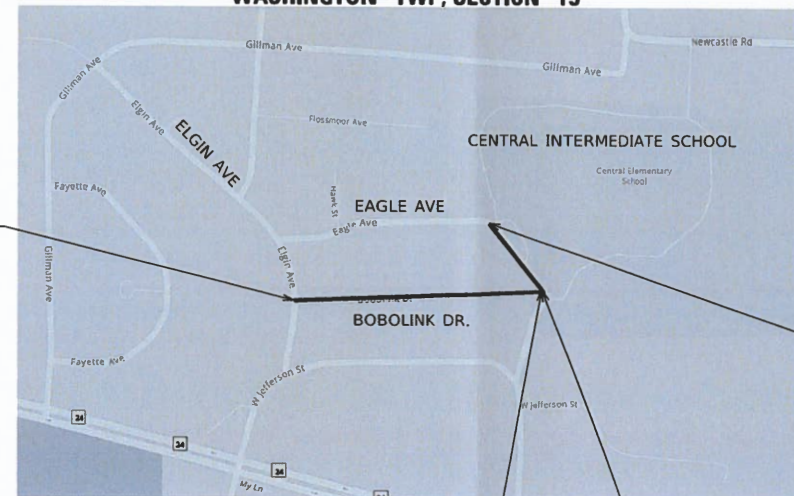 WASHINGTON TWP, SECTION 15
Gillman Ave
Newcastle Rd
Gillman Ave
Gillman Ave
Elgin Ave
ELGIN AVE
Flossmoor Ave
CENTRAL INTERMEDIATE SCHOOL
Central Elementary
School
Fayette Ave
Hawk St
EAGLE AVE
Eagle Ave
Gillman Ave
Elgin Ave
BOBOLINK DR.
Fayette Ave
W Jefferson St
W Jefferson St
24
24
24
My Ln